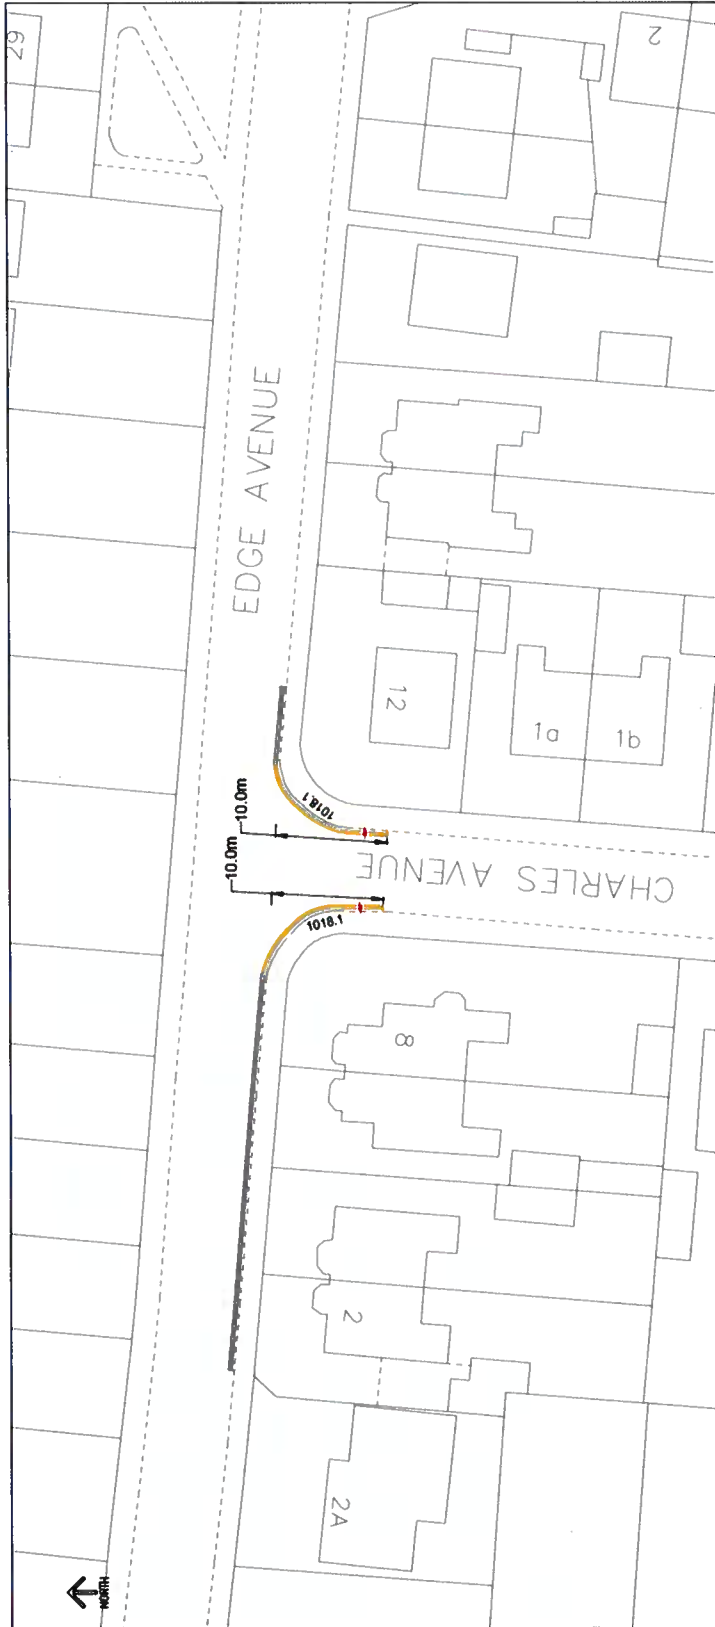 29
2
EDGE AVENUE
12
1a
1b
10.0m
1018.1
10.0m
CHARLES AVENUE
1018.1
8
2
2A
NORTH